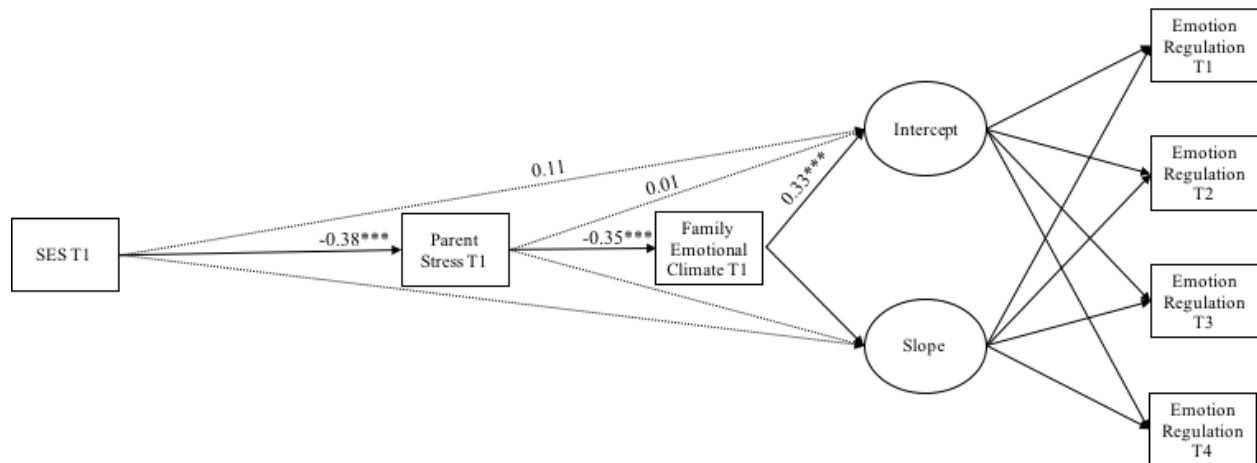 Emotion
Regulation
T1
Intercept
0.11
0.01
0.33***
Emotion
Regulation
T2
SES T1
-0.38***
Parent
Stress T1
-0.35***
Family
Emotional
Climate T1
Emotion
Regulation
T3
Slope
Emotion
Regulation
T4